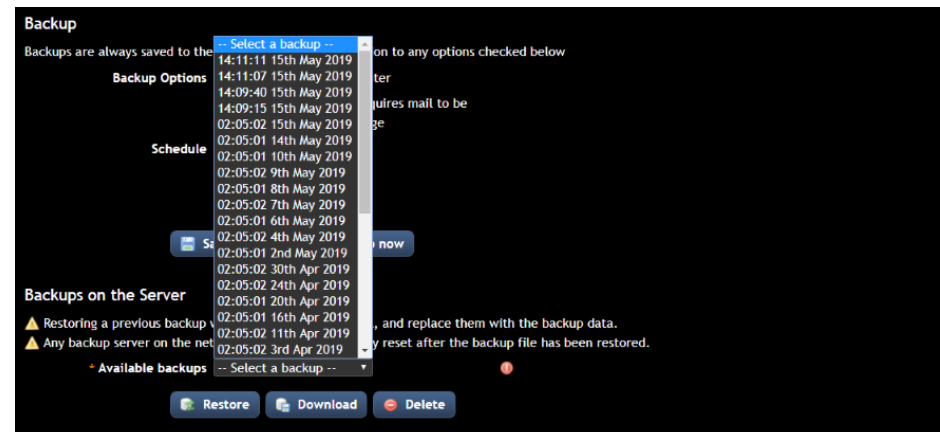 Backup
Backups are always saved to the
on to any options checked below
Backup Options
Schedule
-- Select a backup --
14:11:11 15th May 2019
14:11:07 15th May 2019
14:09:40 15th May 2019
14:09:15 15th May 2019
02:05:02 15th May 2019
02:05:01 14th May 2019
02:05:01 10th May 2019
02:05:02 9th May 2019
02:05:01 8th May 2019
02:05:02 7th May 2019
02:05:01 6th May 2019
02:05:02 4th May 2019
02:05:01 2nd May 2019
02:05:02 30th Apr 2019
02:05:02 24th Apr 2019
02:05:01 20th Apr 2019
02:05:01 16th Apr 2019
02:05:02 11th Apr 2019
02:05:02 3rd Apr 2019
ter
quires mail to be
ge
Sa
now
Backups on the Server
Restoring a previous backup
, and replace them with the backup data.
Any backup server on the net
y reset after the backup file has been restored.
* Available backups -- Select a backup --
Restore Download Delete